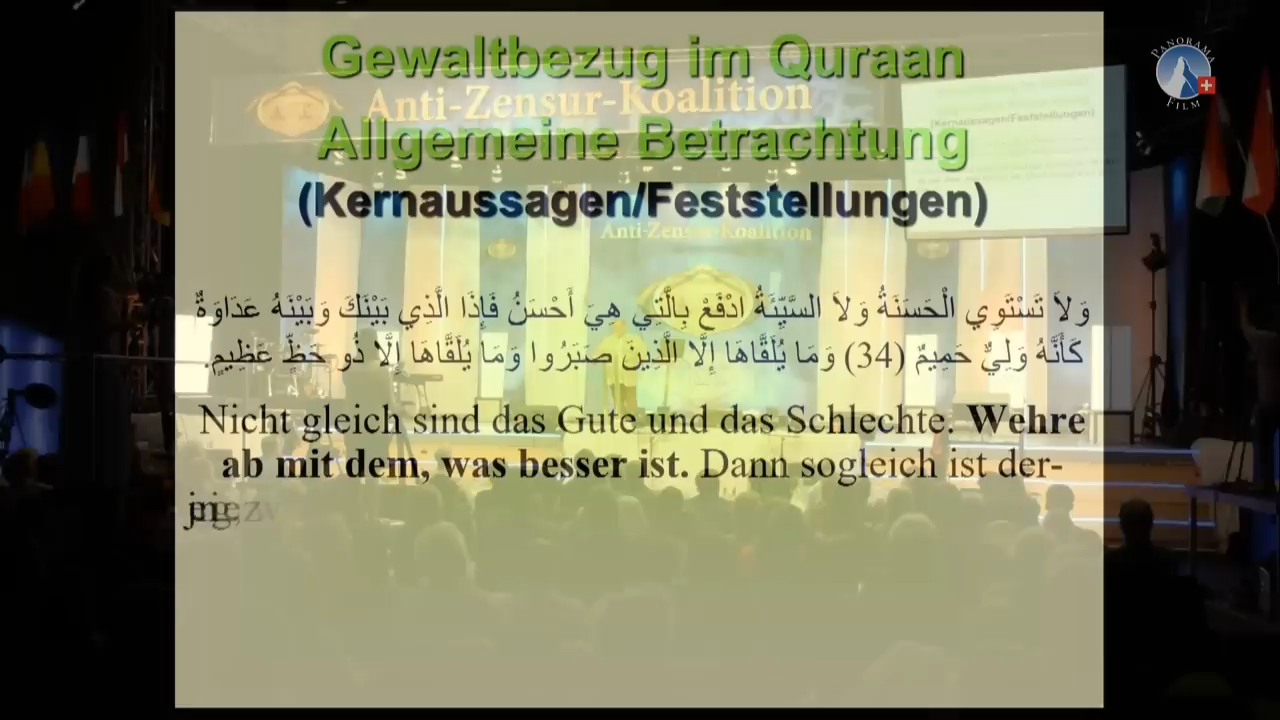 Gewaltbezug im Quraan
Anti-Zensur-Koalition
Allgemeine Betrachtung
(Kernaussagen/Feststellungen)
(Kernaussagen/Feststellungen)
Anti-Zensur-Koalition
وَلاَ تَسْتَوِي الْحَسَنَةُ وَلاَ السَّيِّئَةُ ادْفَعْ بِالَّتِي هِيَ أَحْسَنُ فَإِذَا الَّذِي بَيْنَكَ وَبَيْنَهُ عَدَاوَةٌ
كَأَنَّهُ وَلِيٌّ حَمِيمٌ (34) وَمَا يُلَقَّاهَا إِلَّا الَّذِينَ صَبَرُوا وَمَا يُلَقَّاهَا إِلَّا ذُو حَظٍّ عَظِيمٍ.
Nicht gleich sind das Gute und das Schlechte. Wehre
ab mit dem, was besser ist. Dann sogleich ist der-
PANORAMA
FILM